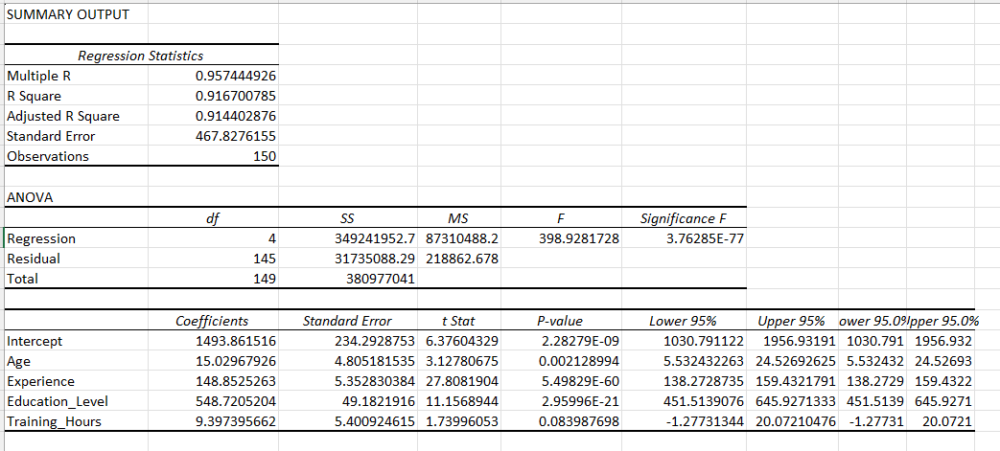 SUMMARY OUTPUT
Regression Statistics
Multiple R 0.957444926
R Square 0.916700785
Adjusted R Square 0.914402876
Standard Error 467.8276155
Observations 150
ANOVA
df SS MS F Significance F
Regression 4 349241952.7 87310488.2 398.9281728 3.76285E-77
Residual 145 31735088.29 218862.678
Total 149 380977041
Coefficients Standard Error t Stat P-value Lower 95% Upper 95% ower 95.0% pper 95.0%
Intercept 1493.861516 234.2928753 6.37604329 2.28279E-09 1030.791122 1956.93191 1030.791 1956.932
Age 15.02967926 4.805181535 3.12780675 0.002128994 5.532432263 24.52692625 5.532432 24.52693
Experience 148.8525263 5.352830384 27.8081904 5.49829E-60 138.2728735 159.4321791 138.2729 159.4322
Education_Level 548.7205204 49.1821916 11.1568944 2.95996E-21 451.5139076 645.9271333 451.5139 645.9271
Training_Hours 9.397395662 5.400924615 1.73996053 0.083987698 -1.27731344 20.07210476 -1.27731 20.0721